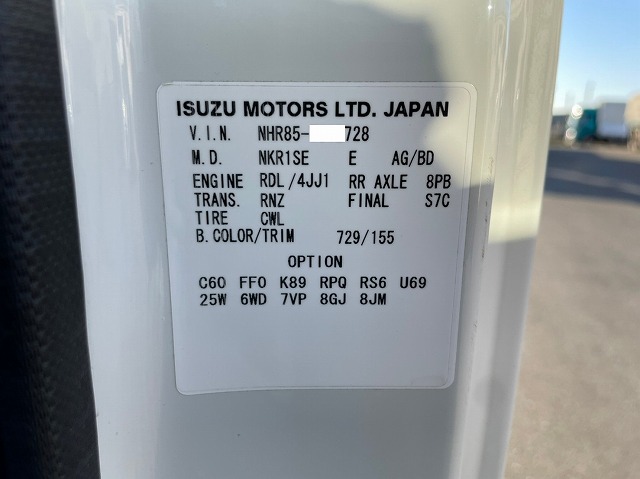 ISUZU MOTORS LTD. JAPAN
V.I.N. NHR85- 728
M.D. NKR1SE E AG/BD
ENGINE RDL/4JJ1 RR AXLE 8PB
TRANS. RNZ FINAL S7C
TIRE CWL
B.COLOR/TRIM 729/155
OPTION
C60 FF0 K89 RPQ RS6 U69
25W 6WD 7VP 8GJ 8JM